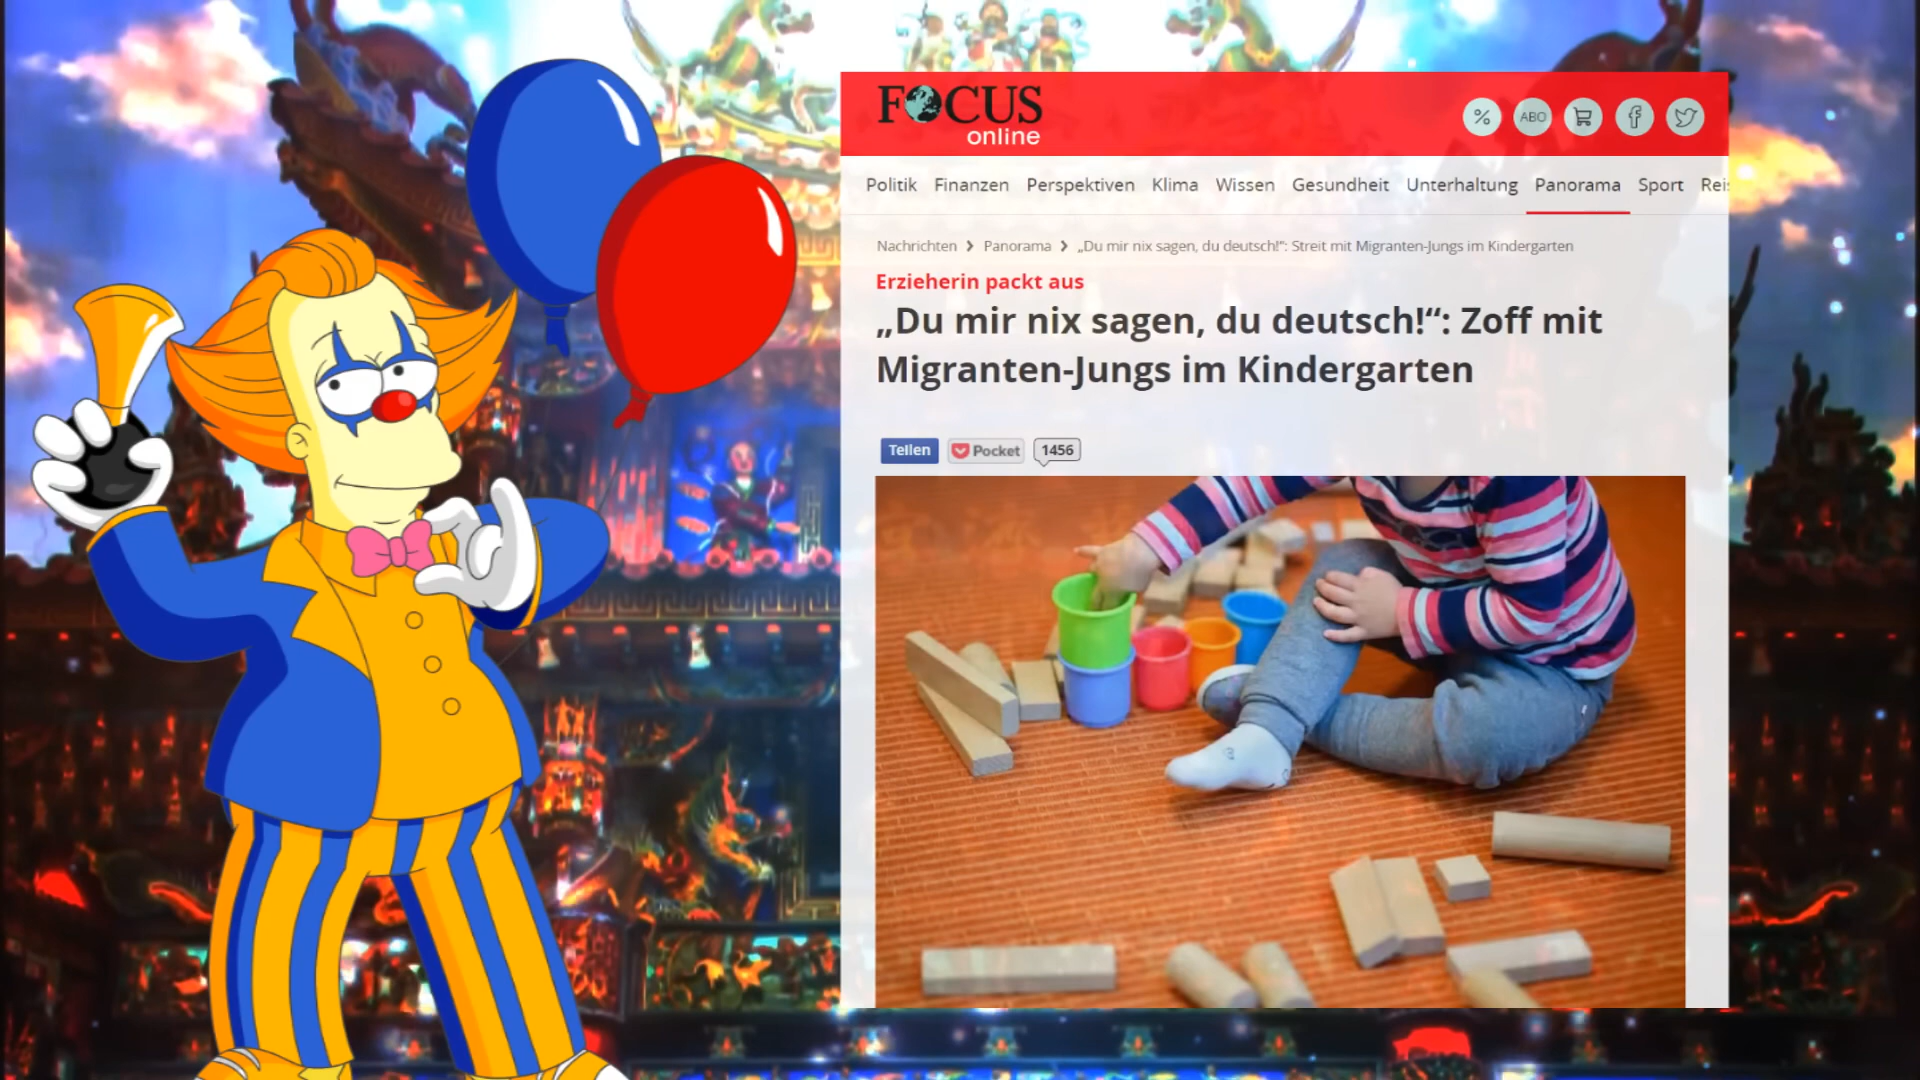 FOCUS
online
%
ABO
Politik Finanzen Perspektiven Klima Wissen Gesundheit Unterhaltung Panorama Sport Reis
Nachrichten > Panorama > „Du mir nix sagen, du deutsch!“: Streit mit Migranten-Jungs im Kindergarten
Erzieherin packt aus
„Du mir nix sagen, du deutsch!“: Zoff mit
Migranten-Jungs im Kindergarten
Teilen Pocket 1456